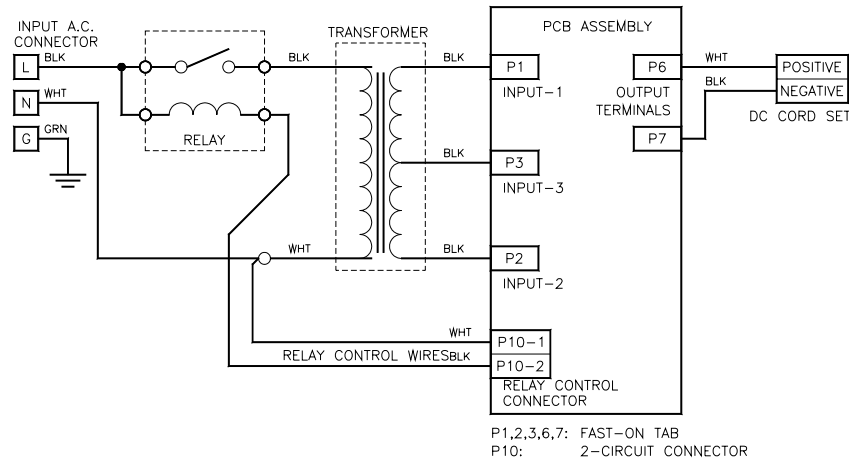 INPUT A.C.
CONNECTOR
L
BLK
N
WHT
G
GRN
RELAY
BLK
TRANSFORMER
WHT
PCB ASSEMBLY
BLK
P1
INPUT-1
BLK
P3
INPUT-3
BLK
P2
INPUT-2
P6
OUTPUT
TERMINALS
P7
WHT
BLK
POSITIVE
NEGATIVE
DC CORD SET
WHT
P10-1
RELAY CONTROL WIRES
BLK
P10-2
RELAY CONTROL
CONNECTOR
P1,2,3,6,7: FAST-ON TAB
P10: 2-CIRCUIT CONNECTOR